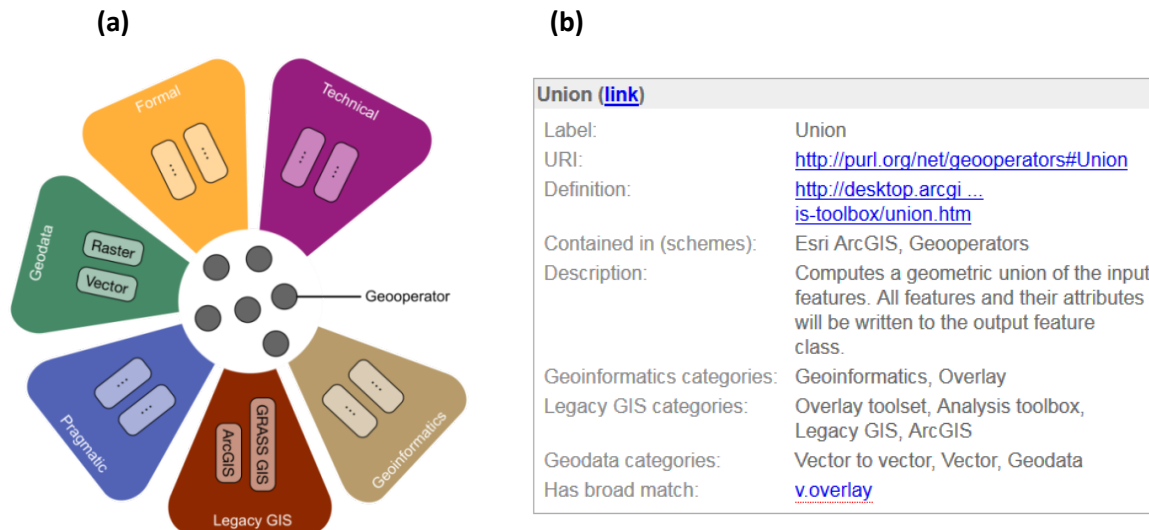 (a)
(b)
Formal
...
...
Technical
...
...
Geodata
Raster
Vector
Geooperator
Pragmatic
...
...
Legacy GIS
ArcGIS
GRASS GIS
Geoinformatics
...
...
Union (link)
Label: Union
URI: http://purl.org/net/geooperators#Union
Definition: http://desktop.arcgi ...
is-toolbox/union.htm
Contained in (schemes): Esri ArcGIS, Geooperators
Description: Computes a geometric union of the input
features. All features and their attributes
will be written to the output feature
class.
Geoinformatics categories: Geoinformatics, Overlay
Legacy GIS categories: Overlay toolset, Analysis toolbox,
Legacy GIS, ArcGIS
Geodata categories: Vector to vector, Vector, Geodata
Has broad match: v.overlay